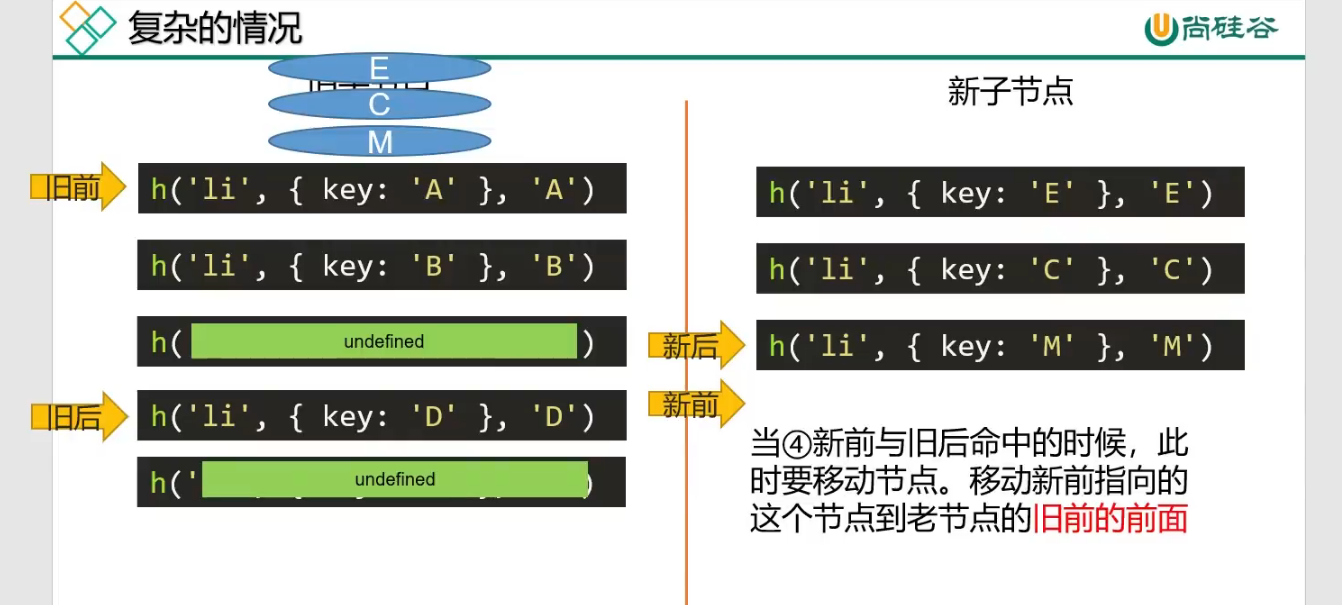 复杂的情况
尚硅谷
E
C
M
新子节点
旧前
h('li', { key: 'A' }, 'A')
h('li', { key: 'B' }, 'B')
h( undefined )
旧后
h('li', { key: 'D' }, 'D')
h(' undefined )
h('li', { key: 'E' }, 'E')
h('li', { key: 'C' }, 'C')
新后
h('li', { key: 'M' }, 'M')
新前
当④新前与旧后命中的时候，此
时要移动节点。移动新前指向的
这个节点到老节点的旧前的前面